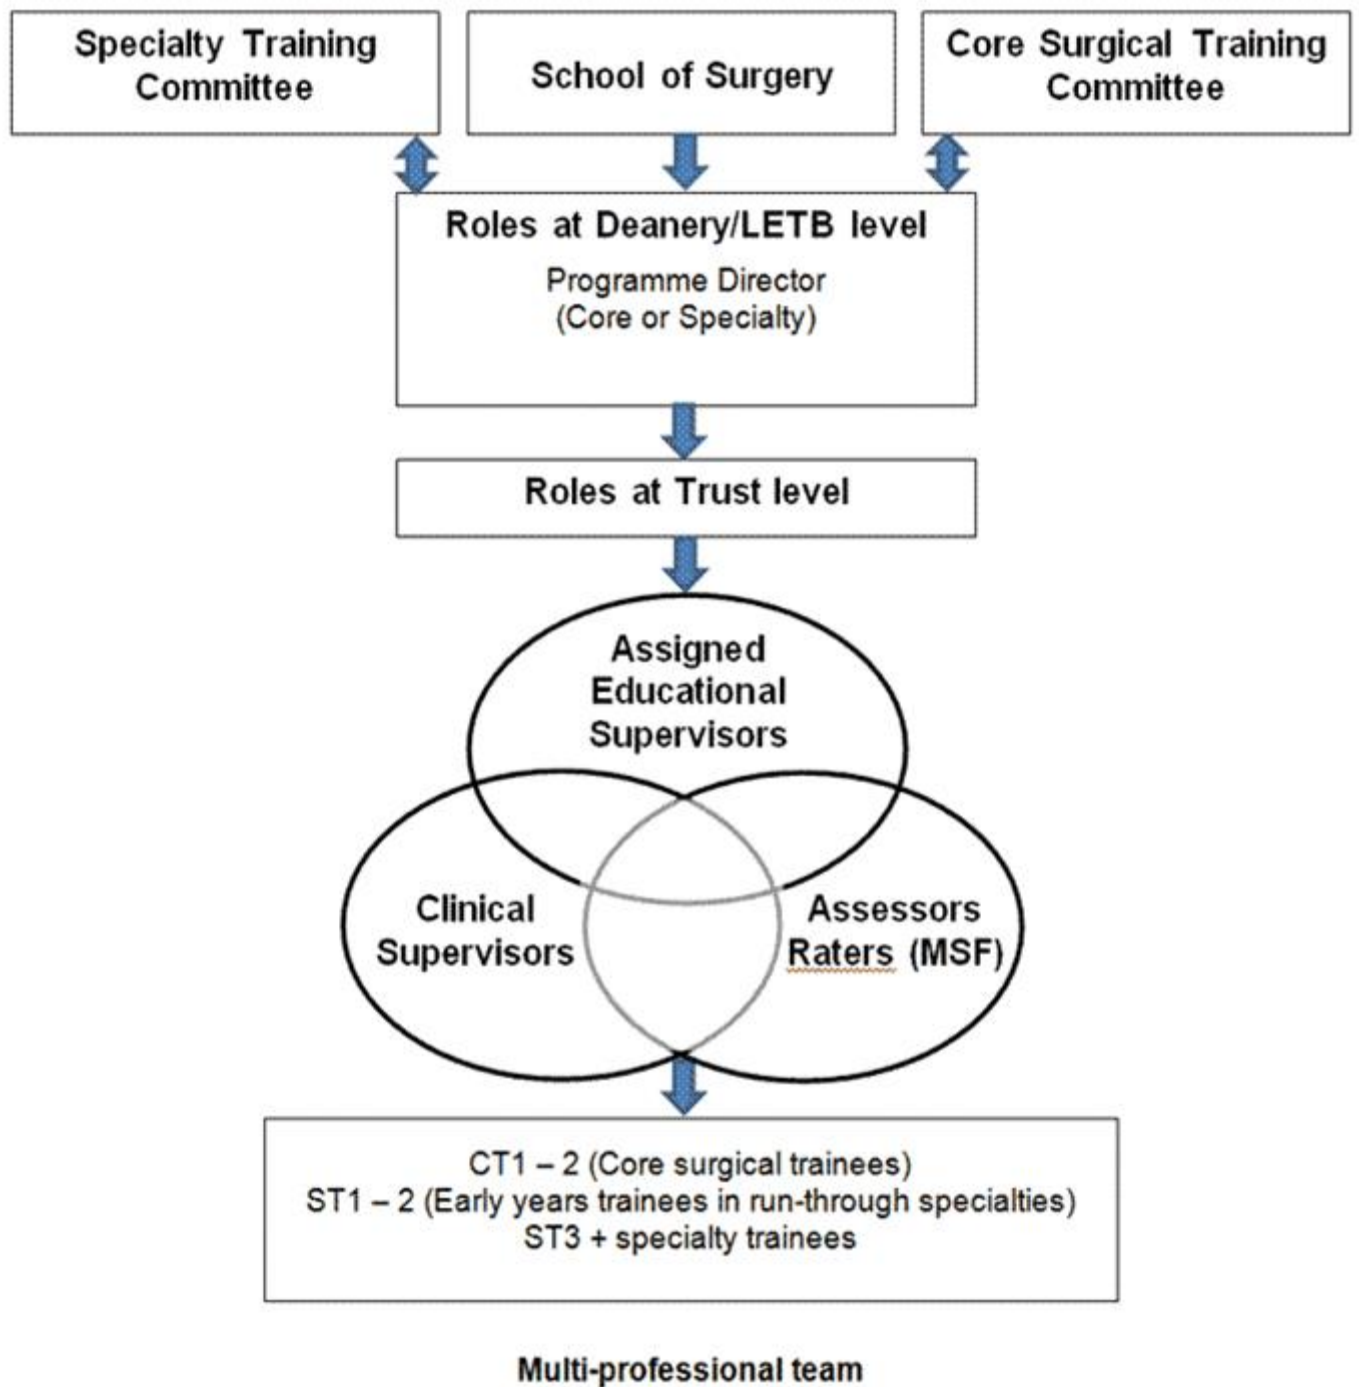 Specialty Training
Committee
School of Surgery
Core Surgical Training
Committee
Roles at Deanery/LETB level
Programme Director
(Core or Specialty)
Roles at Trust level
Assigned
Educational
Supervisors
Clinical
Supervisors
Assessors
Raters (MSF)
CT1 – 2 (Core surgical trainees)
ST1 – 2 (Early years trainees in run-through specialties)
ST3 + specialty trainees
Multi-professional team